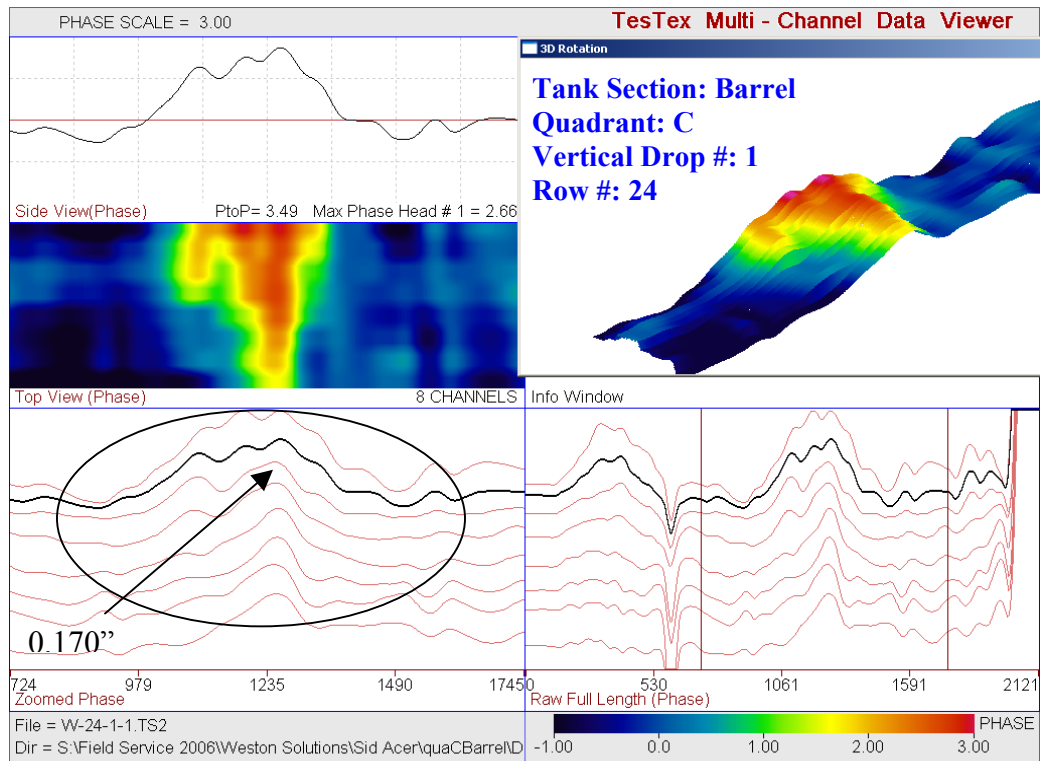 PHASE SCALE = 3.00
TesTex Multi - Channel Data Viewer
3D Rotation
Tank Section: Barrel
Quadrant: C
Vertical Drop #: 1
Row #: 24
Side View(Phase) PtoP= 3.49 Max Phase Head # 1 = 2.66
Top View (Phase) 8 CHANNELS
Info Window
0.170”
724 979 1235 1490 1745
Zoomed Phase
0 530 1061 1591 2121
Raw Full Length (Phase)
File = W-24-1-1.TS2
Dir = S:\Field Service 2006\Weston Solutions\Sid Acer\quaCBarrel\D
PHASE
-1.00 0.0 1.00 2.00 3.00